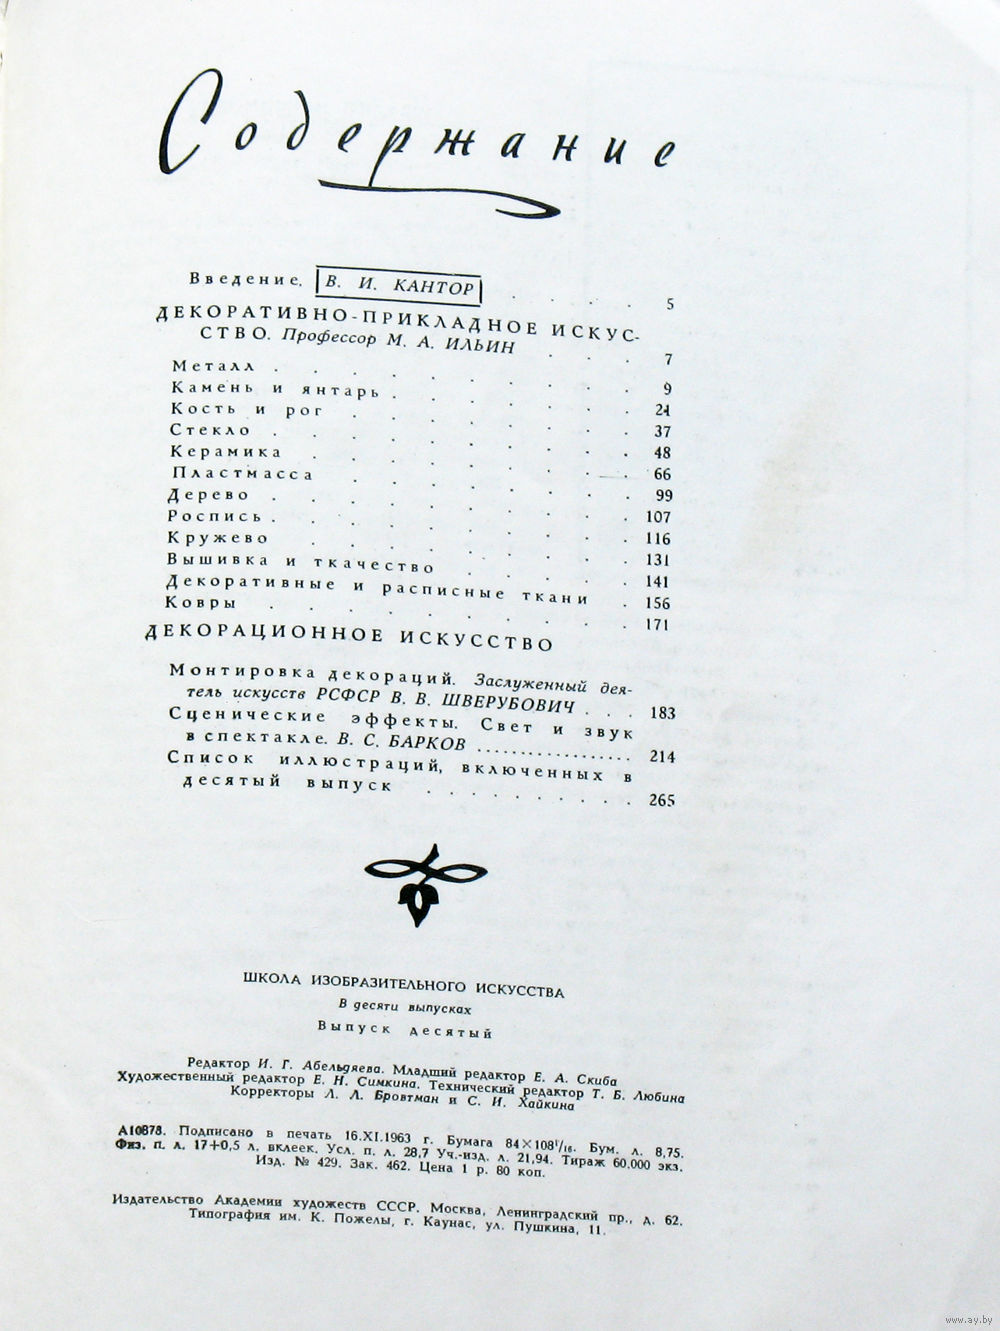 Содержание
Введение. В. И. КАНТОР . . . . 5
ДЕКОРАТИВНО-ПРИКЛАДНОЕ ИСКУС-
СТВО. Профессор М. А. ИЛЬИН . . . 7
Металл . . . . . . . . . 9
Камень и янтарь . . . . . . 21
Кость и рог . . . . . . . 37
Стекло . . . . . . . . . 48
Керамика . . . . . . . . 66
Пластмасса . . . . . . . 99
Дерево . . . . . . . . . 107
Роспись . . . . . . . . . 116
Кружево . . . . . . . . 131
Вышивка и ткачество . . . . 141
Декоративные и расписные ткани . 156
Ковры . . . . . . . . . 171
ДЕКОРАЦИОННОЕ ИСКУССТВО
Монтировка декораций. Заслуженный дея-
тель искусств РСФСР В. В. ШВЕРУБОВИЧ . . . 183
Сценические эффекты. Свет и звук
в спектакле. В. С. БАРКОВ . . . . . . . . . . . . . . . . 214
Список иллюстраций, включенных в
десятый выпуск . . . . . . . . 265
ШКОЛА ИЗОБРАЗИТЕЛЬНОГО ИСКУССТВА
В десяти выпусках
Выпуск десятый
Редактор И. Г. Абельдяева. Младший редактор Е. А. Скиба
Художественный редактор Е. Н. Симкина. Технический редактор Т. Б. Любина
Корректоры Л. Л. Бровтман и С. И. Хайкина
А10878. Подписано в печать 16.XI.1963 г. Бумага 84×108¹/₁₆. Бум. л. 8,75.
Физ. п. л. 17+0,5 л. вклеек. Усл. п. л. 28,7 Уч.-изд. л. 21,94. Тираж 60.000 экз.
Изд. № 429. Зак. 462. Цена 1 р. 80 коп.
Издательство Академии художеств СССР. Москва, Ленинградский пр., д. 62.
Типография им. К. Пожелы, г. Каунас, ул. Пушкина, 11.
www.ay.by